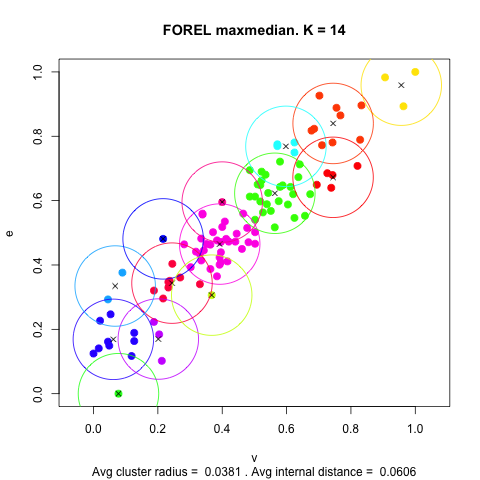 FOREL maxmedian. K = 14
1.0
0.8
0.6
0.4
0.2
0.0
e
0.0 0.2 0.4 0.6 0.8 1.0
v
Avg cluster radius = 0.0381 . Avg internal distance = 0.0606